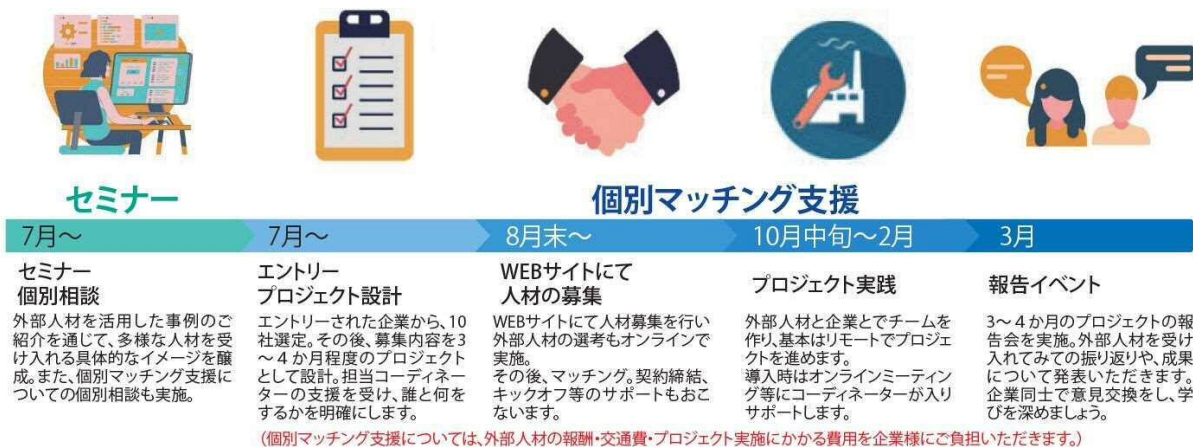 セミナー
個別マッチング支援
7月～
セミナー
個別相談
外部人材を活用した事例のご
紹介を通じて、多様な人材を受
け入れる具体的なイメージを醸
成。また、個別マッチング支援に
ついての個別相談も実施。
7月～
エントリー
プロジェクト設計
エントリーされた企業から、10
社選定。その後、募集内容を3
～4か月程度のプロジェクト
として設計。担当コーディネー
ターの支援を受け、誰と何を
するかを明確にします。
8月末～
WEBサイトにて
人材の募集
WEBサイトにて人材募集を行い
外部人材の選考もオンラインで
実施。
その後、マッチング。契約締結、
キックオフ等のサポートもおこ
ないます。
10月中旬～2月
プロジェクト実践
外部人材と企業とでチームを
作り、基本はリモートでプロジェ
クトを進めます。
導入時はオンラインミーティン
グ等にコーディネーターが入り
サポートします。
3月
報告イベント
3～4か月のプロジェクトの報
告会を実施。外部人材を受け
入れてみての振り返りや、成果
について発表いただきます。
企業同士で意見交換をし、学
びを深めましょう。
(個別マッチング支援については、外部人材の報酬・交通費・プロジェクト実施にかかる費用を企業様にご負担いただきます)